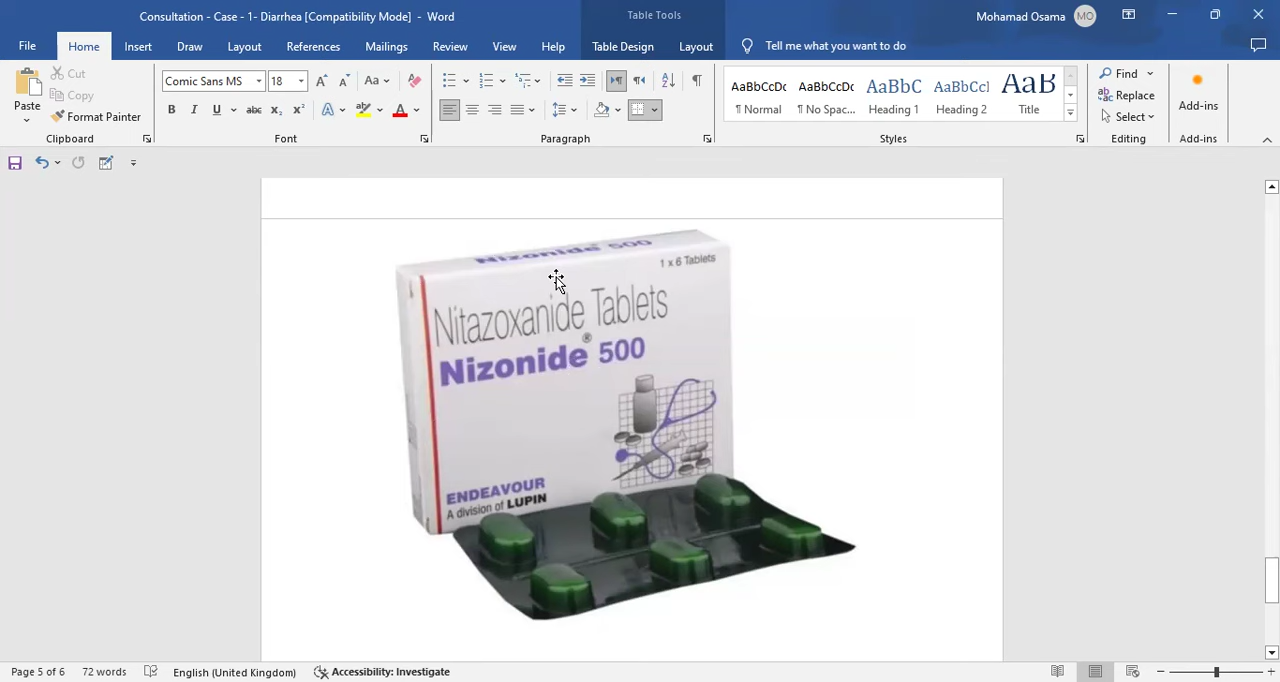 Consultation - Case - 1- Diarrhea [Compatibility Mode] - Word
Table Tools
Mohamad Osama
MO
File
Home
Insert
Draw
Layout
References
Mailings
Review
View
Help
Table Design
Layout
Tell me what you want to do
Paste
Cut
Copy
Format Painter
Clipboard
Comic Sans MS
18
Font
Paragraph
AaBbCcDc
¶ Normal
AaBbCcDc
¶ No Spac...
AaBbC
Heading 1
AaBbCcl
Heading 2
AaB
Title
Styles
Find
Replace
Select
Editing
Add-ins
Add-ins
Nizonide® 500
1 x 6 Tablets
Nitazoxanide Tablets
Nizonide® 500
ENDEAVOUR
A division of LUPIN
Page 5 of 6
72 words
English (United Kingdom)
Accessibility: Investigate